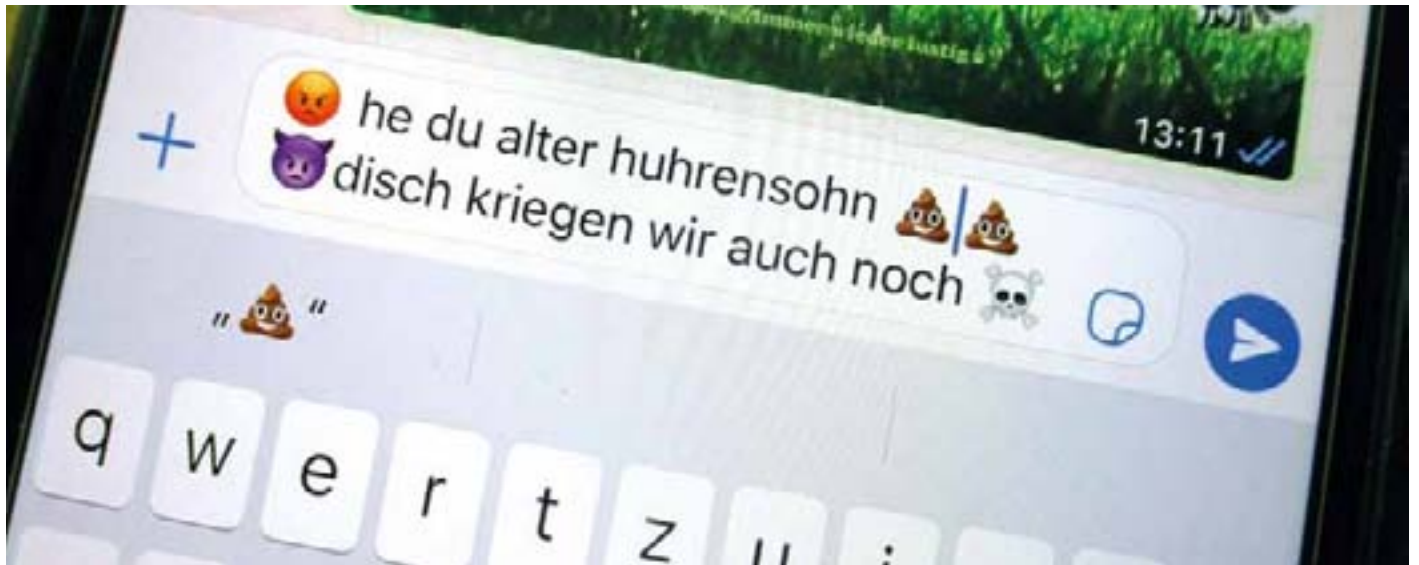 13:11
😡 he du alter huhrensohn 💩💩
👿disch kriegen wir auch noch ☠️
„💩“
q w e r t z u i